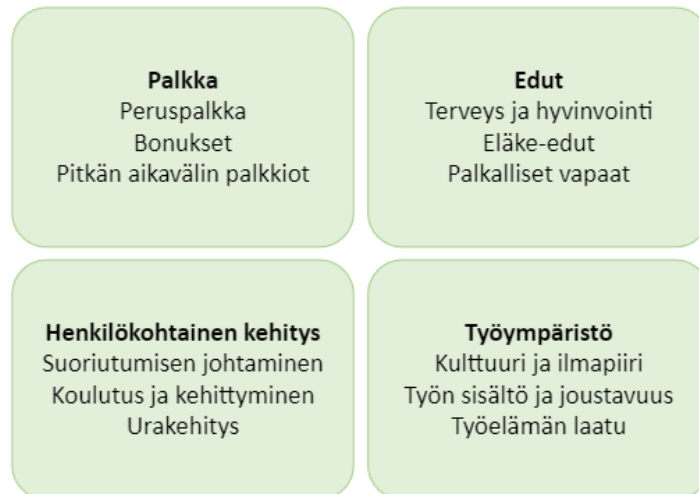 Palkka
Peruspalkka
Bonukset
Pitkän aikavälin palkkiot
Edut
Terveys ja hyvinvointi
Eläke-edut
Palkalliset vapaat
Henkilökohtainen kehitys
Suoriutumisen johtaminen
Koulutus ja kehittyminen
Urakehitys
Työympäristö
Kulttuuri ja ilmapiiri
Työn sisältö ja joustavuus
Työelämän laatu